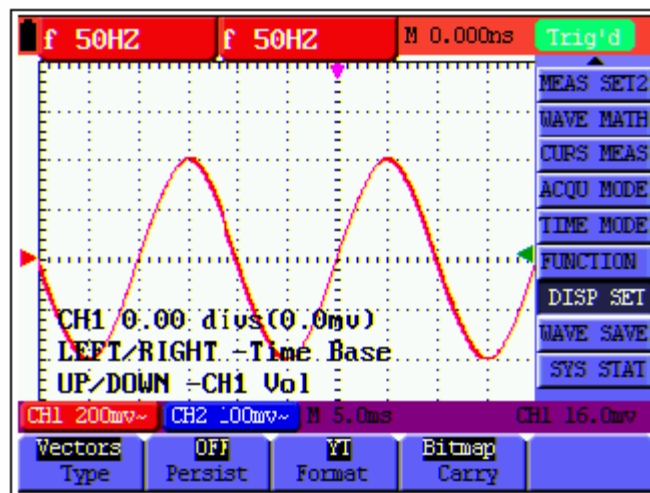 f 50HZ f 50HZ M 0.000ns Trig'd
MEAS SET2
WAVE MATH
CURS MEAS
ACQU MODE
TIME MODE
FUNCTION
DISP SET
WAVE SAVE
SYS STAT
CH1 0.00 divs(0.0mv)
LEFT/RIGHT -Time Base
UP/DOWN -CH1 Vol
CH1 200mv~ CH2 100mv~ M 5.0ms CH1 16.0mv
Vectors OFF YT Bitmap
Type Persist Format Carry